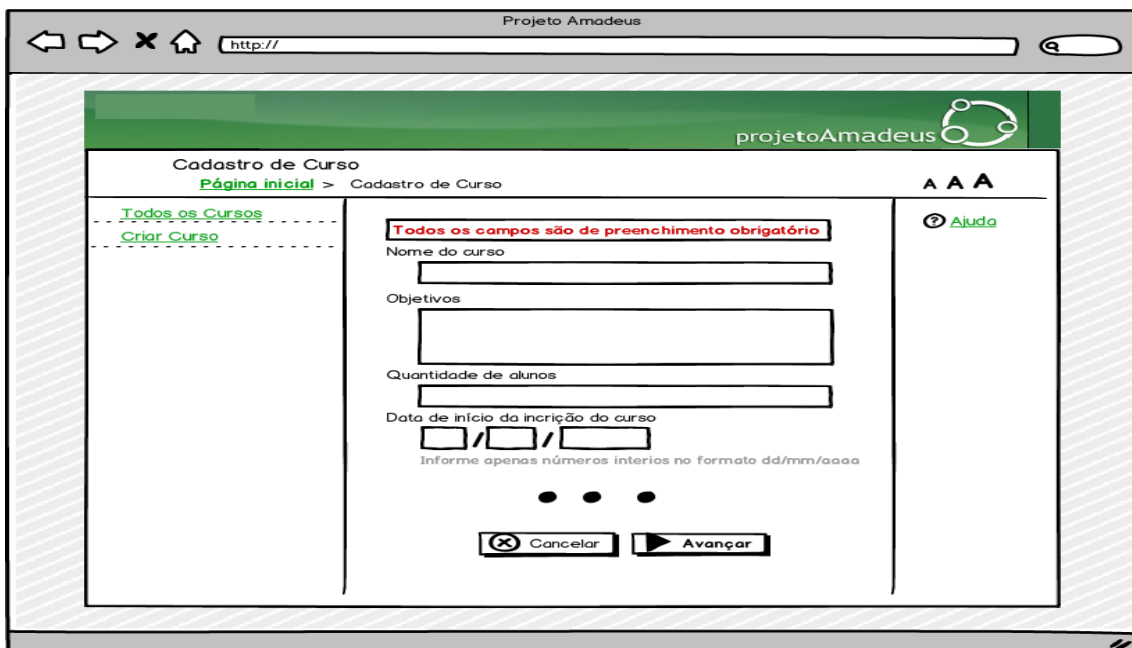 Projeto Amadeus
http://
projetoAmadeus
Cadastro de Curso
Página inicial > Cadastro de Curso
A A A
Todos os Cursos
Criar Curso
Todos os campos são de preenchimento obrigatório
Nome do curso
Objetivos
Quantidade de alunos
Data de início da incrição do curso
/ /
Informe apenas números interios no formato dd/mm/aaaa
Cancelar
Avançar
? Ajuda